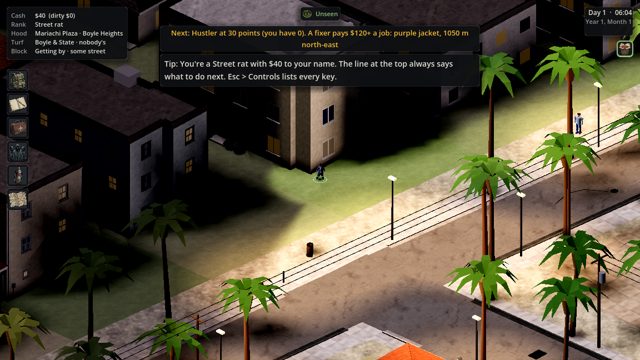 Cash $40 (dirty $0)
Rank Street rat
Hood Mariachi Plaza · Boyle Heights
Turf Boyle & State · nobody's
Block Getting by · some street
Unseen
Next: Hustler at 30 points (you have 0). A fixer pays $120+ a job: purple jacket, 1050 m
north-east
Tip: You're a Street rat with $40 to your name. The line at the top always says
what to do next. Esc > Controls lists every key.
Day 1 · 06:04
Year 1, Month 1